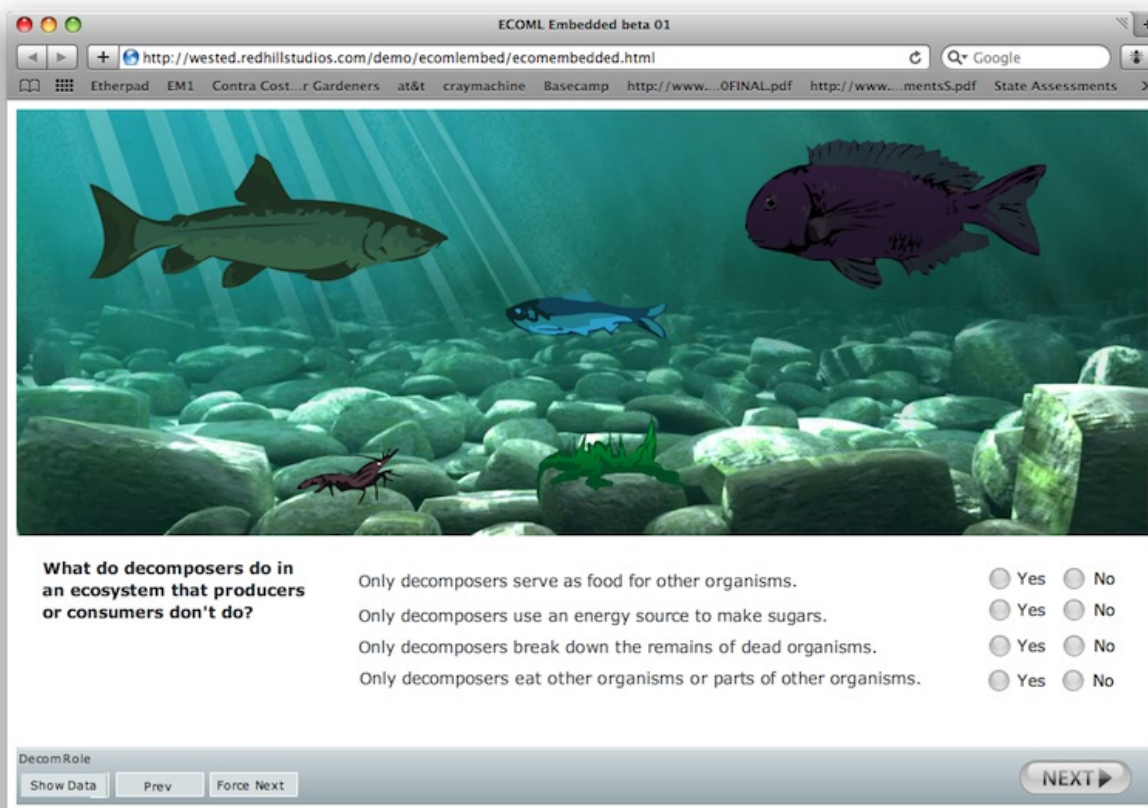 ECOML Embedded beta 01
http://wested.redhillstudios.com/demo/ecomlembed/ecomembedded.html
Google
Etherpad EM1 Contra Cost...r Gardeners at&t craymachine Basecamp http://www....0FINAL.pdf http://www....mentsS.pdf State Assessments
What do decomposers do in
an ecosystem that producers
or consumers don't do?
Only decomposers serve as food for other organisms. Yes No
Only decomposers use an energy source to make sugars. Yes No
Only decomposers break down the remains of dead organisms. Yes No
Only decomposers eat other organisms or parts of other organisms. Yes No
DecomRole
Show Data Prev Force Next
NEXT